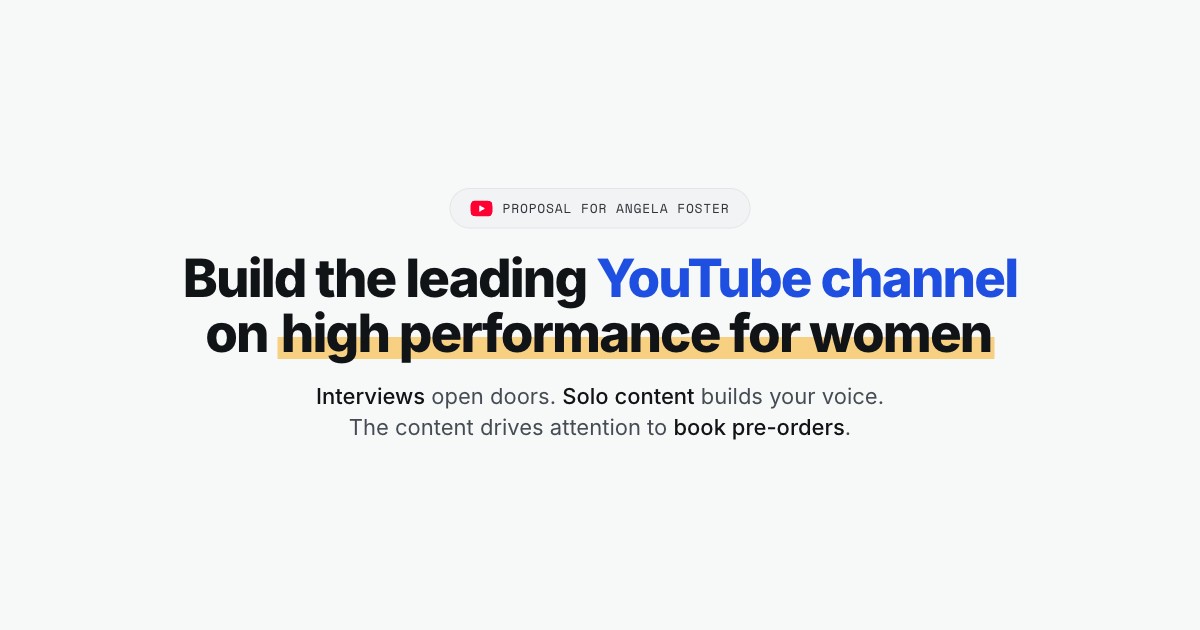 PROPOSAL FOR ANGELA FOSTER
Build the leading YouTube channel
on high performance for women
Interviews open doors. Solo content builds your voice.
The content drives attention to book pre-orders.